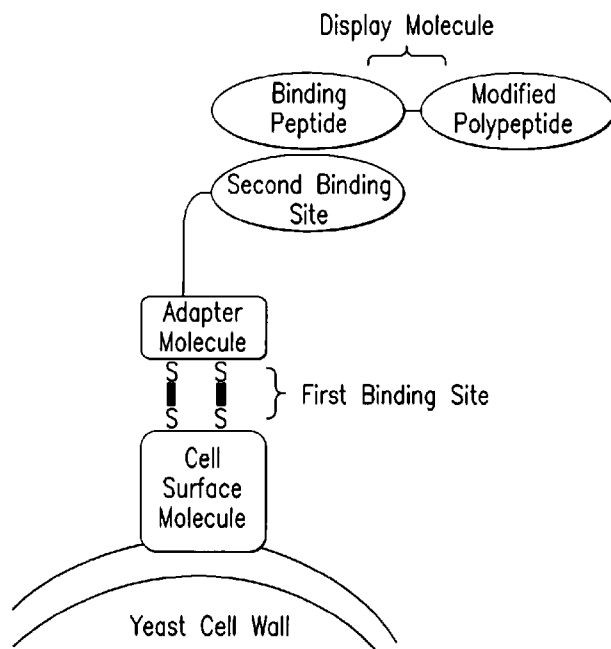 Display Molecule
Binding
Peptide
Modified
Polypeptide
Second Binding
Site
Adapter
Molecule
S S
S S
First Binding Site
Cell
Surface
Molecule
Yeast Cell Wall